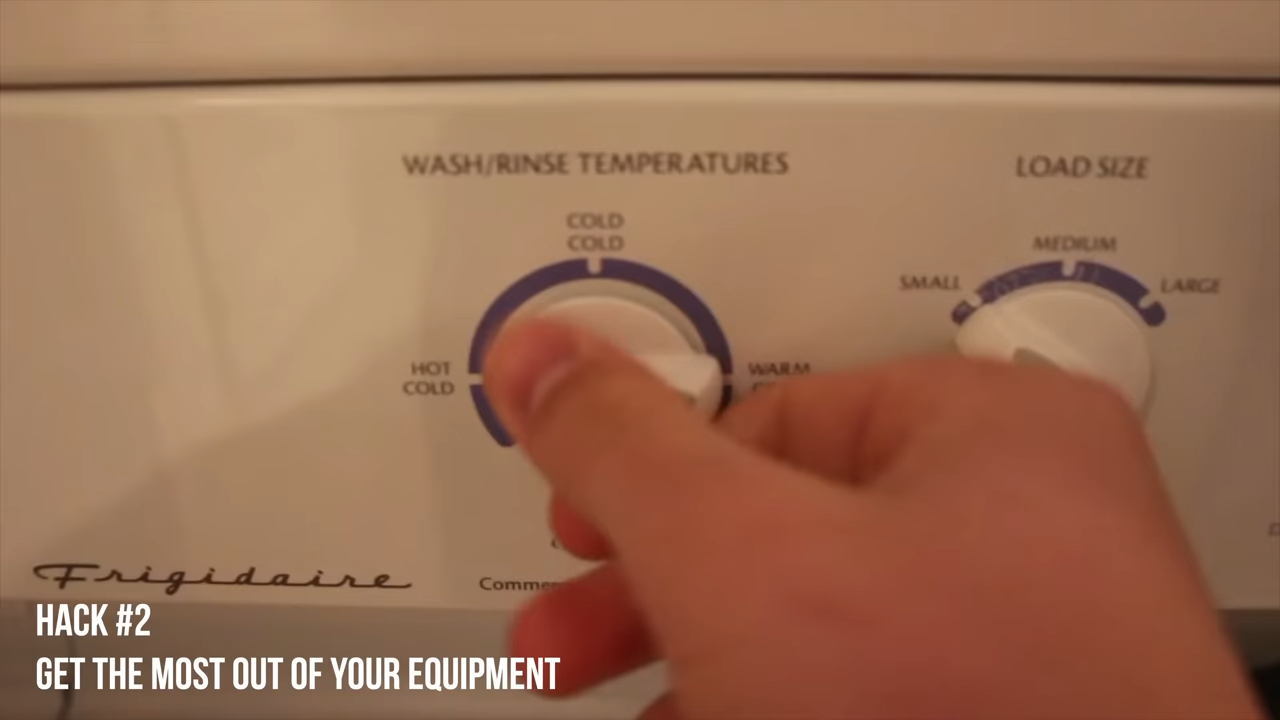 WASH/RINSE TEMPERATURES
LOAD SIZE
COLD
COLD
MEDIUM
SMALL
LARGE
HOT
COLD
WARM
Frigidaire
HACK #2
GET THE MOST OUT OF YOUR EQUIPMENT